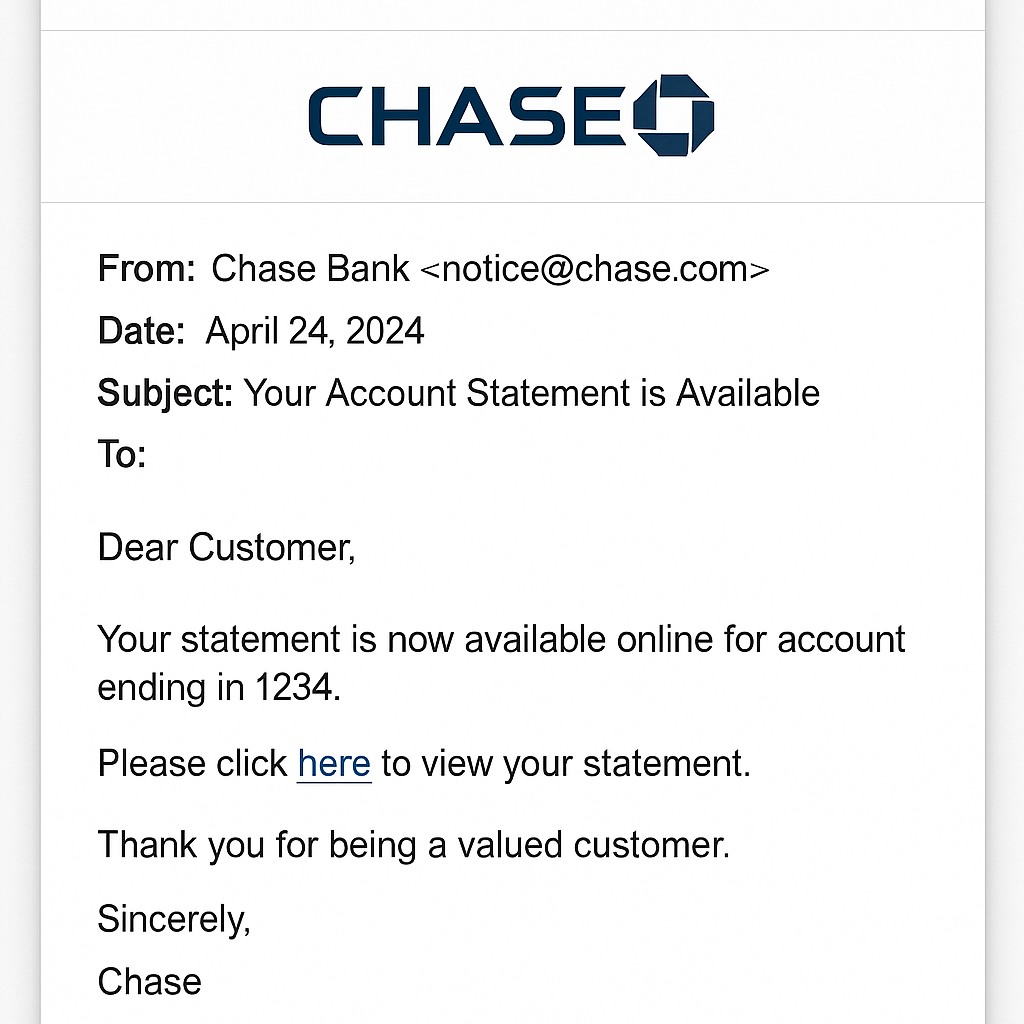 CHASE
From: Chase Bank <notice@chase.com>
Date: April 24, 2024
Subject: Your Account Statement is Available
To:
Dear Customer,
Your statement is now available online for account
ending in 1234.
Please click here to view your statement.
Thank you for being a valued customer.
Sincerely,
Chase